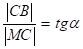 |CB| / |MC| = tgα